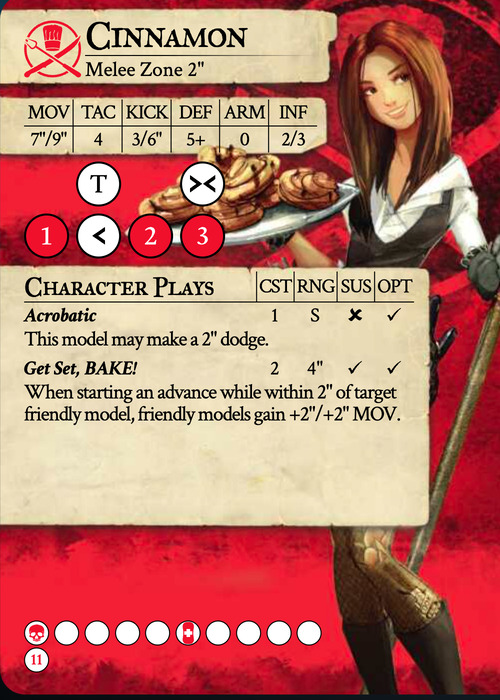 CINNAMON
Melee Zone 2"
MOV TAC KICK DEF ARM INF
7"/9" 4 3/6" 5+ 0 2/3
T ><
1 < 2 3
CHARACTER PLAYS CST RNG SUS OPT
Acrobatic 1 S ✘ ✓
This model may make a 2" dodge.
Get Set, BAKE! 2 4" ✓ ✓
When starting an advance while within 2" of target
friendly model, friendly models gain +2"/+2" MOV.
11